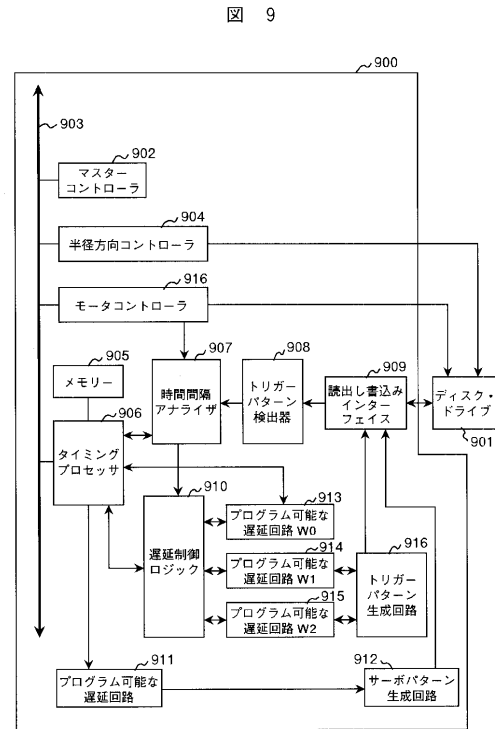 図 9
900
903
902
マスター
コントローラ
904
半径方向コントローラ
916
モータコントローラ
905
メモリー
906
タイミング
プロセッサ
907
時間間隔
アナライザ
908
トリガー
パターン
検出器
909
読出し書込み
インター
フェイス
ディスク・
ドライブ
901
910
遅延制御
ロジック
913
プログラム可能な
遅延回路 W0
914
プログラム可能な
遅延回路 W1
915
プログラム可能な
遅延回路 W2
916
トリガー
パターン
生成回路
911
プログラム可能な
遅延回路
912
サーボパターン
生成回路